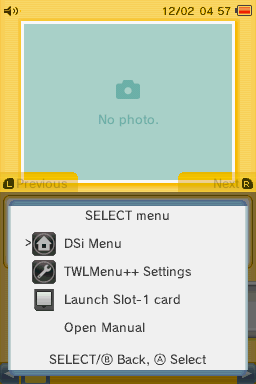 12/02 04 57
No photo.
L Previous
Next R
SELECT menu
> DSi Menu
TWLMenu++ Settings
Launch Slot-1 card
Open Manual
SELECT/Ⓑ Back, Ⓐ Select